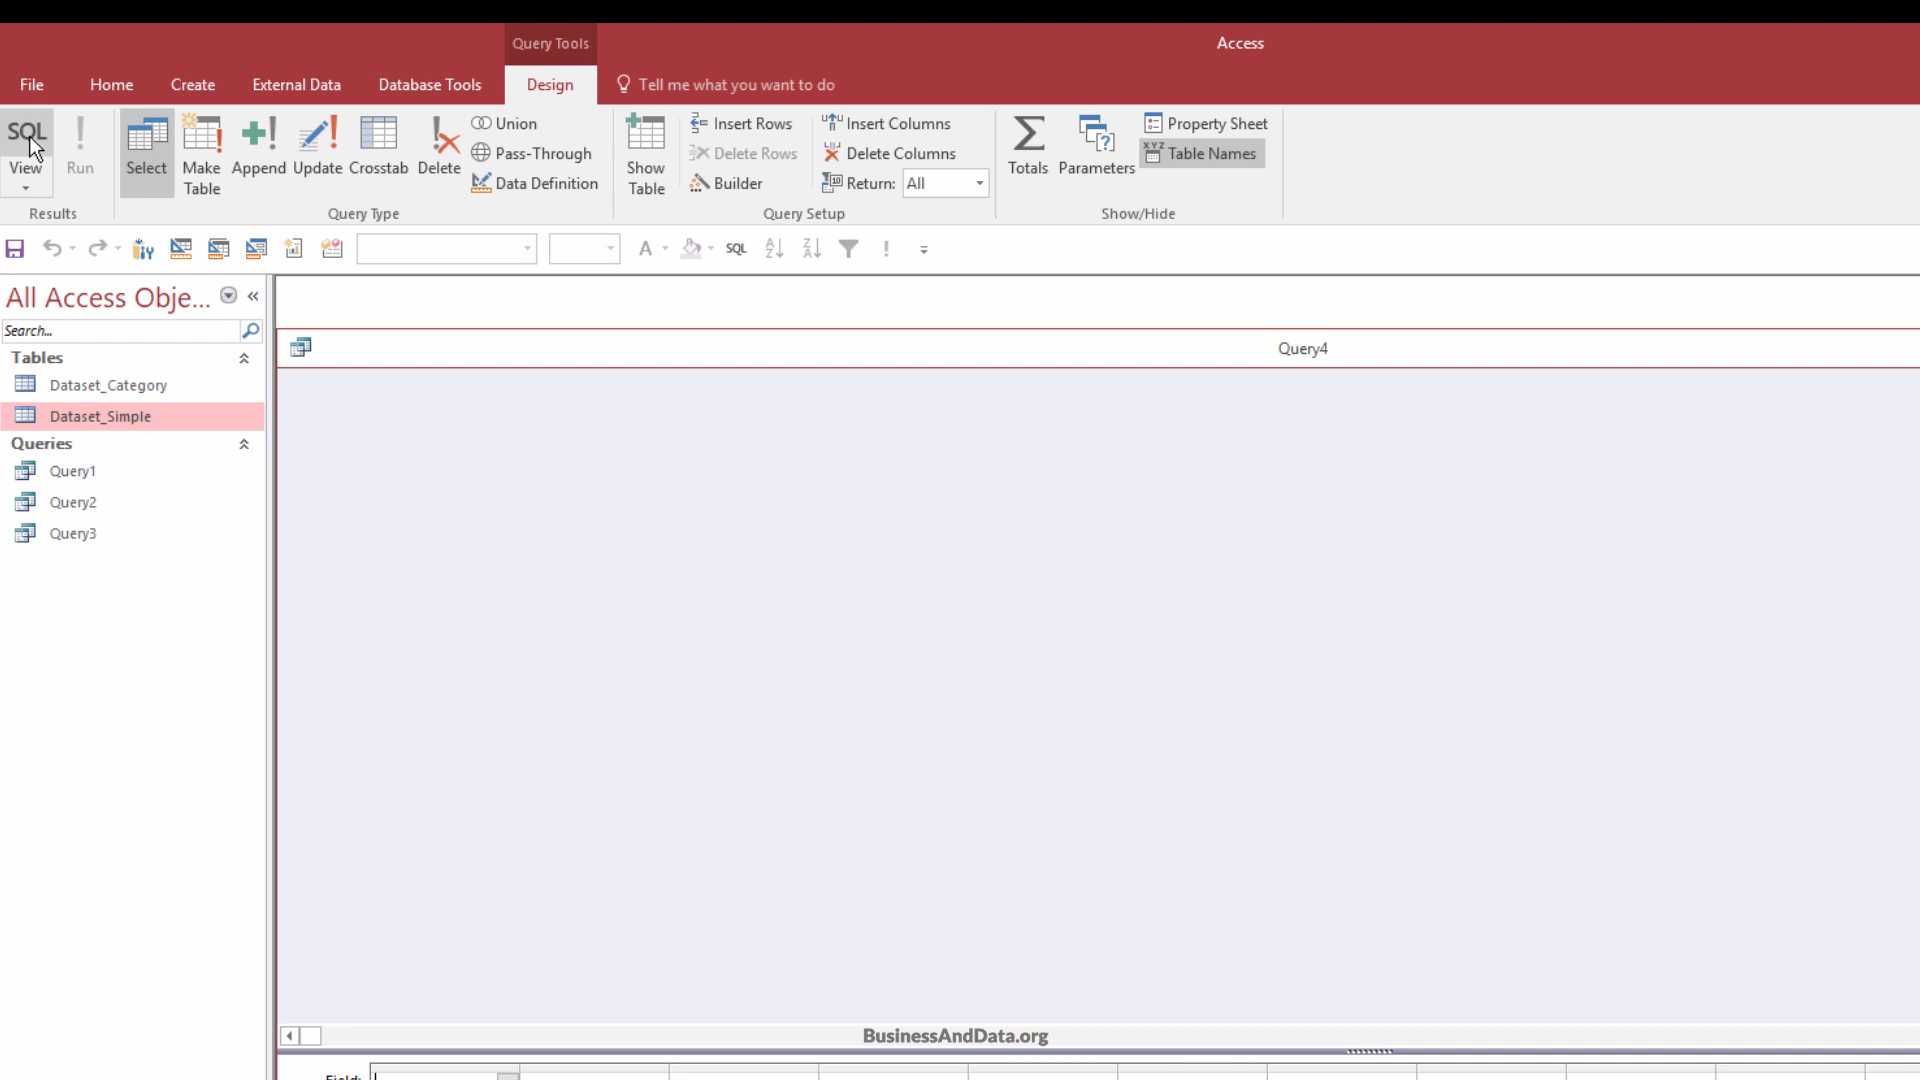 Query Tools
Access
File
Home
Create
External Data
Database Tools
Design
Tell me what you want to do
SQL
View
Run
Results
Select
Make
Table
Append
Update
Crosstab
Delete
Union
Pass-Through
Data Definition
Query Type
Show
Table
Insert Rows
Delete Rows
Builder
Insert Columns
Delete Columns
Return: All
Query Setup
Totals
Parameters
Property Sheet
XYZ
Table Names
Show/Hide
A
SQL
A
Z
Z
A
!
All Access Obje... «
Search...
Tables
Dataset_Category
Dataset_Simple
Queries
Query1
Query2
Query3
Query4
BusinessAndData.org
Field: